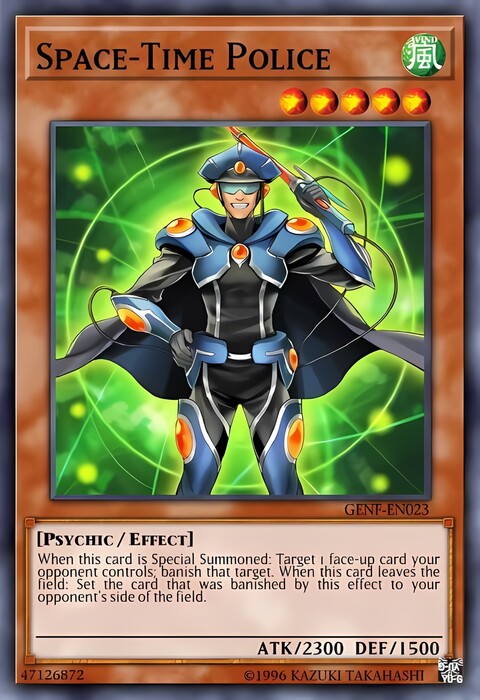 SPACE-TIME POLICE
WIND
風
GENF-EN023
[PSYCHIC / EFFECT]
When this card is Special Summoned: Target 1 face-up card your
opponent controls; banish that target. When this card leaves the
field: Set the card that was banished by this effect to your
opponent's side of the field.
ATK/2300 DEF/1500
47126872
©1996 KAZUKI TAKAHASHI